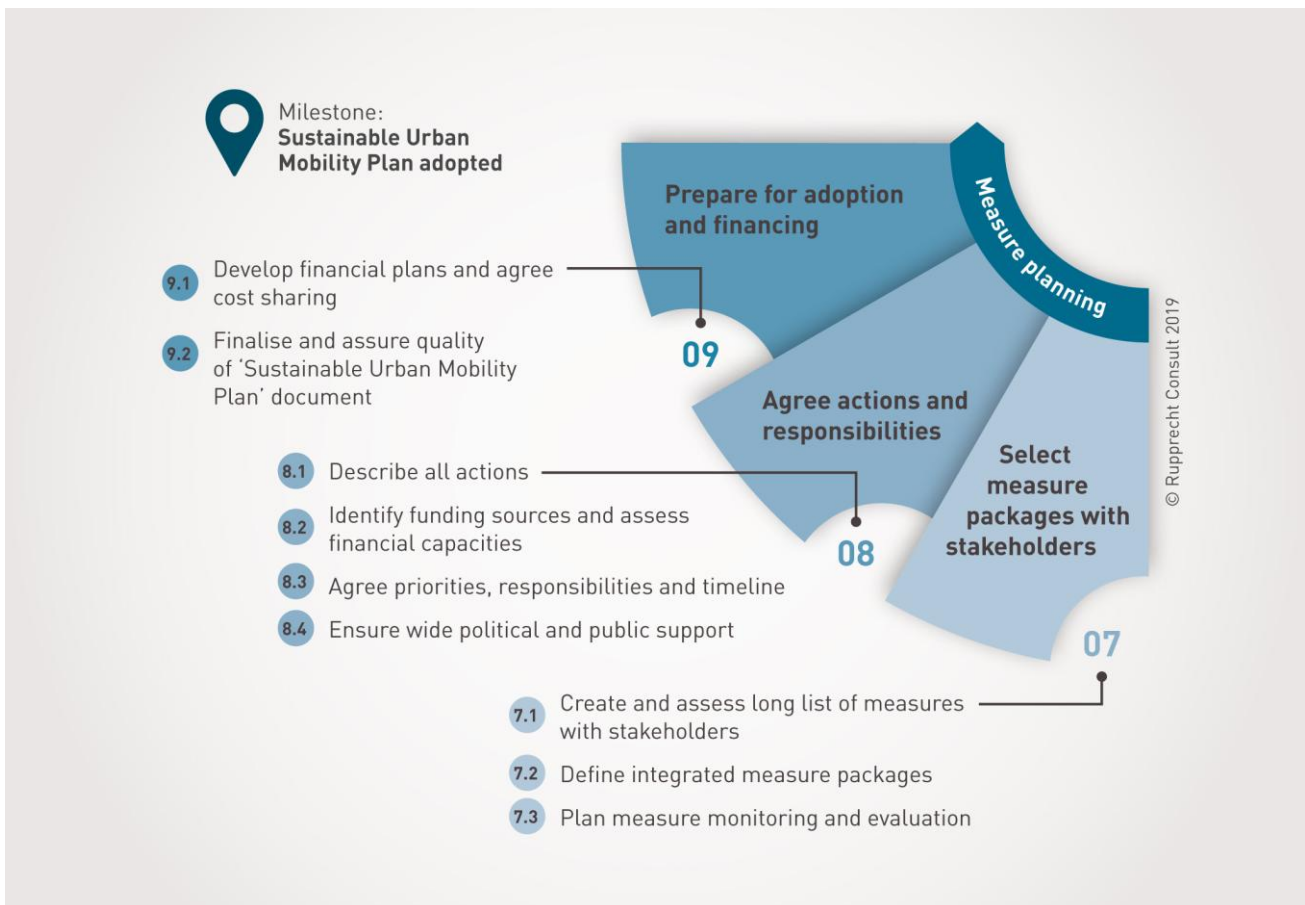 Milestone:
Sustainable Urban
Mobility Plan adopted
Prepare for adoption
and financing
Measure planning
9.1 Develop financial plans and agree
cost sharing
9.2 Finalise and assure quality
of ‘Sustainable Urban Mobility
Plan’ document
09
Agree actions and
responsibilities
8.1 Describe all actions
8.2 Identify funding sources and assess
financial capacities
8.3 Agree priorities, responsibilities and timeline
8.4 Ensure wide political and public support
08
Select
measure
packages with
stakeholders
07
7.1 Create and assess long list of measures
with stakeholders
7.2 Define integrated measure packages
7.3 Plan measure monitoring and evaluation
© Rupprecht Consult 2019